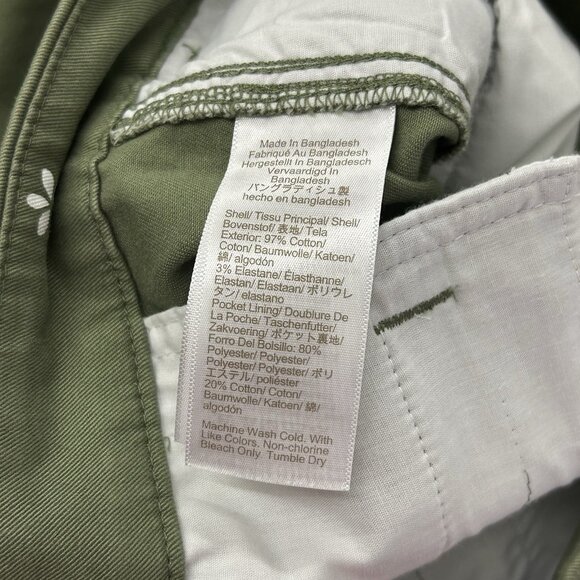 Made In Bangladesh
Fabriqué Au Bangladesh
Hergestellt In Bangladesch
Vervaardigd In
Bangladesh
バングラディシュ製
hecho en bangladesh
Shell/ Tissu Principal/ Shell/
Bovenstof/ 表地/ Tela
Exterior: 97% Cotton/
Coton/ Baumwolle/ Katoen/
綿/ algodón
3% Elastane/ Élasthanne/
Elastan/ Elastaan/ ポリウレ
タン/ elastano
Pocket Lining/ Doublure De
La Poche/ Taschenfutter/
Zakvoering/ ポケット裏地/
Forro Del Bolsillo: 80%
Polyester/ Polyester/
Polyester/ Polyester/ ポリ
エステル/ poliéster
20% Cotton/ Coton/
Baumwolle/ Katoen/ 綿/
algodón
Machine Wash Cold. With
Like Colors. Non-chlorine
Bleach Only. Tumble Dry